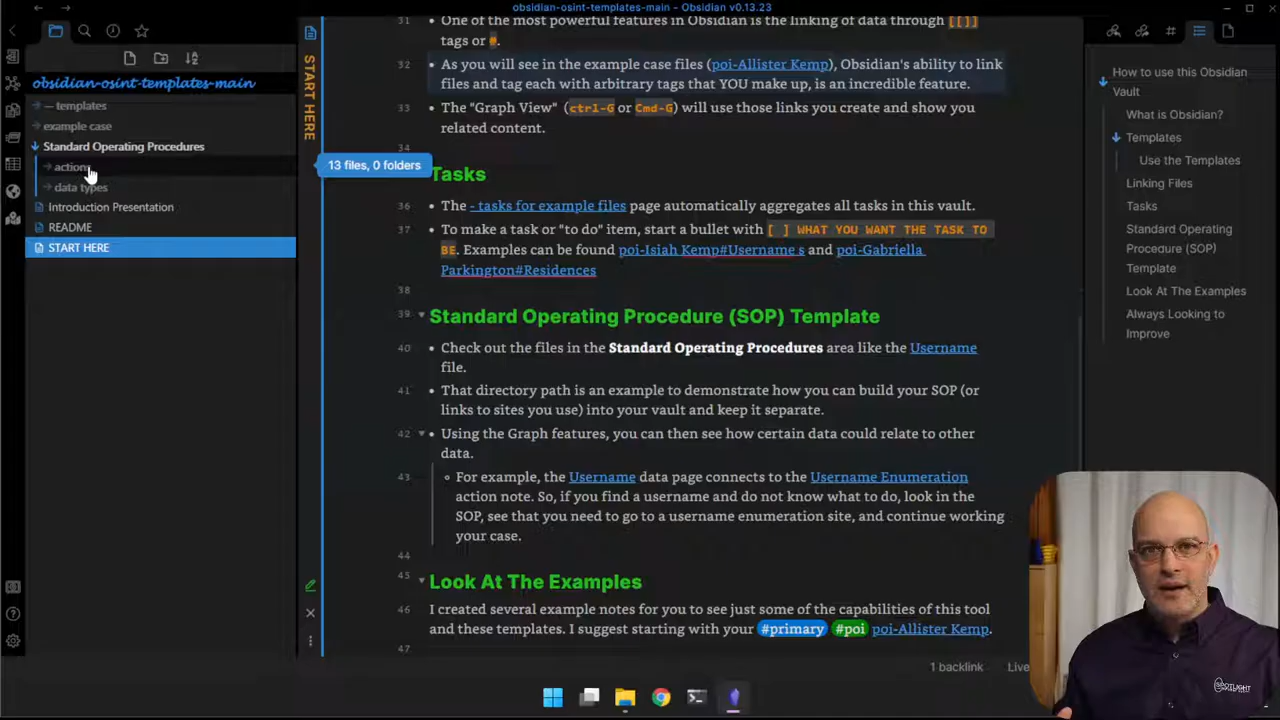 obsidian-osint-templates-main - Obsidian v0.13.23
obsidian-osint-templates-main
— templates
example case
Standard Operating Procedures
actions
data types
Introduction Presentation
README
START HERE
13 files, 0 folders
START HERE
31
One of the most powerful features in Obsidian is the linking of data through [[]]
tags or #.
32
As you will see in the example case files (poi-Allister Kemp), Obsidian's ability to link
files and tag each with arbitrary tags that YOU make up, is an incredible feature.
33
The "Graph View" (ctrl-G or Cmd-G) will use those links you create and show you
related content.
34
Tasks
36
The - tasks for example files page automatically aggregates all tasks in this vault.
37
To make a task or "to do" item, start a bullet with [ ] WHAT YOU WANT THE TASK TO
BE. Examples can be found poi-Isiah Kemp#Username s and poi-Gabriella
Parkington#Residences
38
39
Standard Operating Procedure (SOP) Template
40
Check out the files in the Standard Operating Procedures area like the Username
file.
41
That directory path is an example to demonstrate how you can build your SOP (or
links to sites you use) into your vault and keep it separate.
42
Using the Graph features, you can then see how certain data could relate to other
data.
43
For example, the Username data page connects to the Username Enumeration
action note. So, if you find a username and do not know what to do, look in the
SOP, see that you need to go to a username enumeration site, and continue working
your case.
44
45
Look At The Examples
46
I created several example notes for you to see just some of the capabilities of this tool
and these templates. I suggest starting with your #primary #poi poi-Allister Kemp.
47
1 backlink
Live
How to use this Obsidian
Vault
What is Obsidian?
Templates
Use the Templates
Linking Files
Tasks
Standard Operating
Procedure (SOP)
Template
Look At The Examples
Always Looking to
Improve